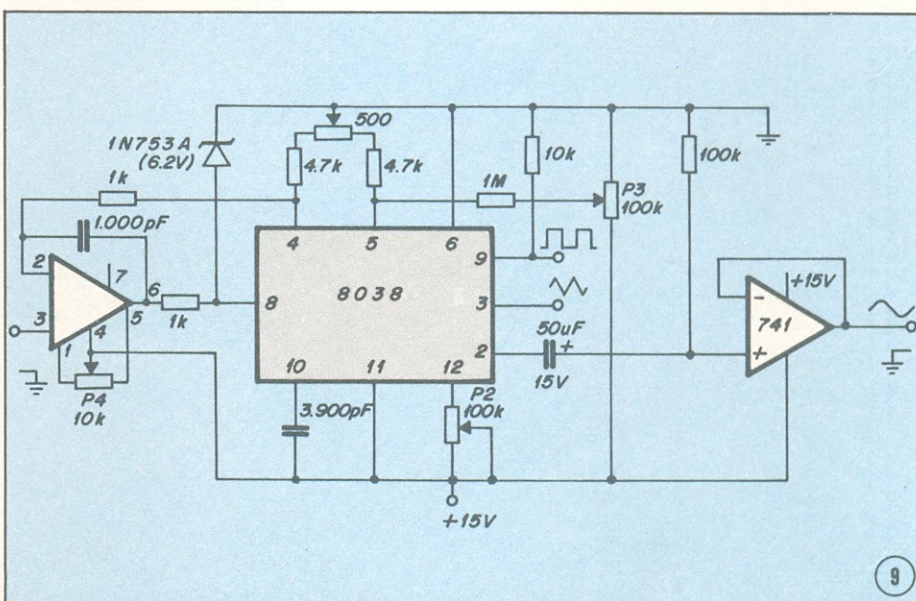 500
1N753A
(6.2V)
10k
100k
4.7k
4.7k
1k
1M
P3
100k
1.000pF
4
5
6
2
7
9
+15V
6
8
8038
3
-
741
3
4
5
1k
50uF
+
+
1
2
15V
10
11
12
P4
10k
3.900pF
P2
100k
+15V
9